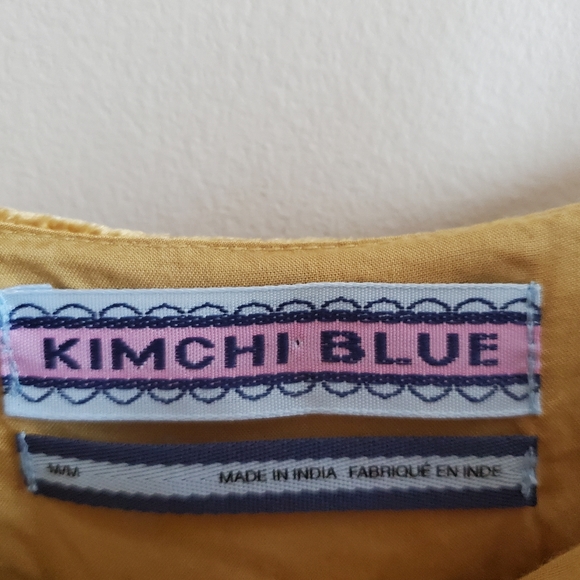 KIMCHI BLUE
M/M MADE IN INDIA FABRIQUÉ EN INDE